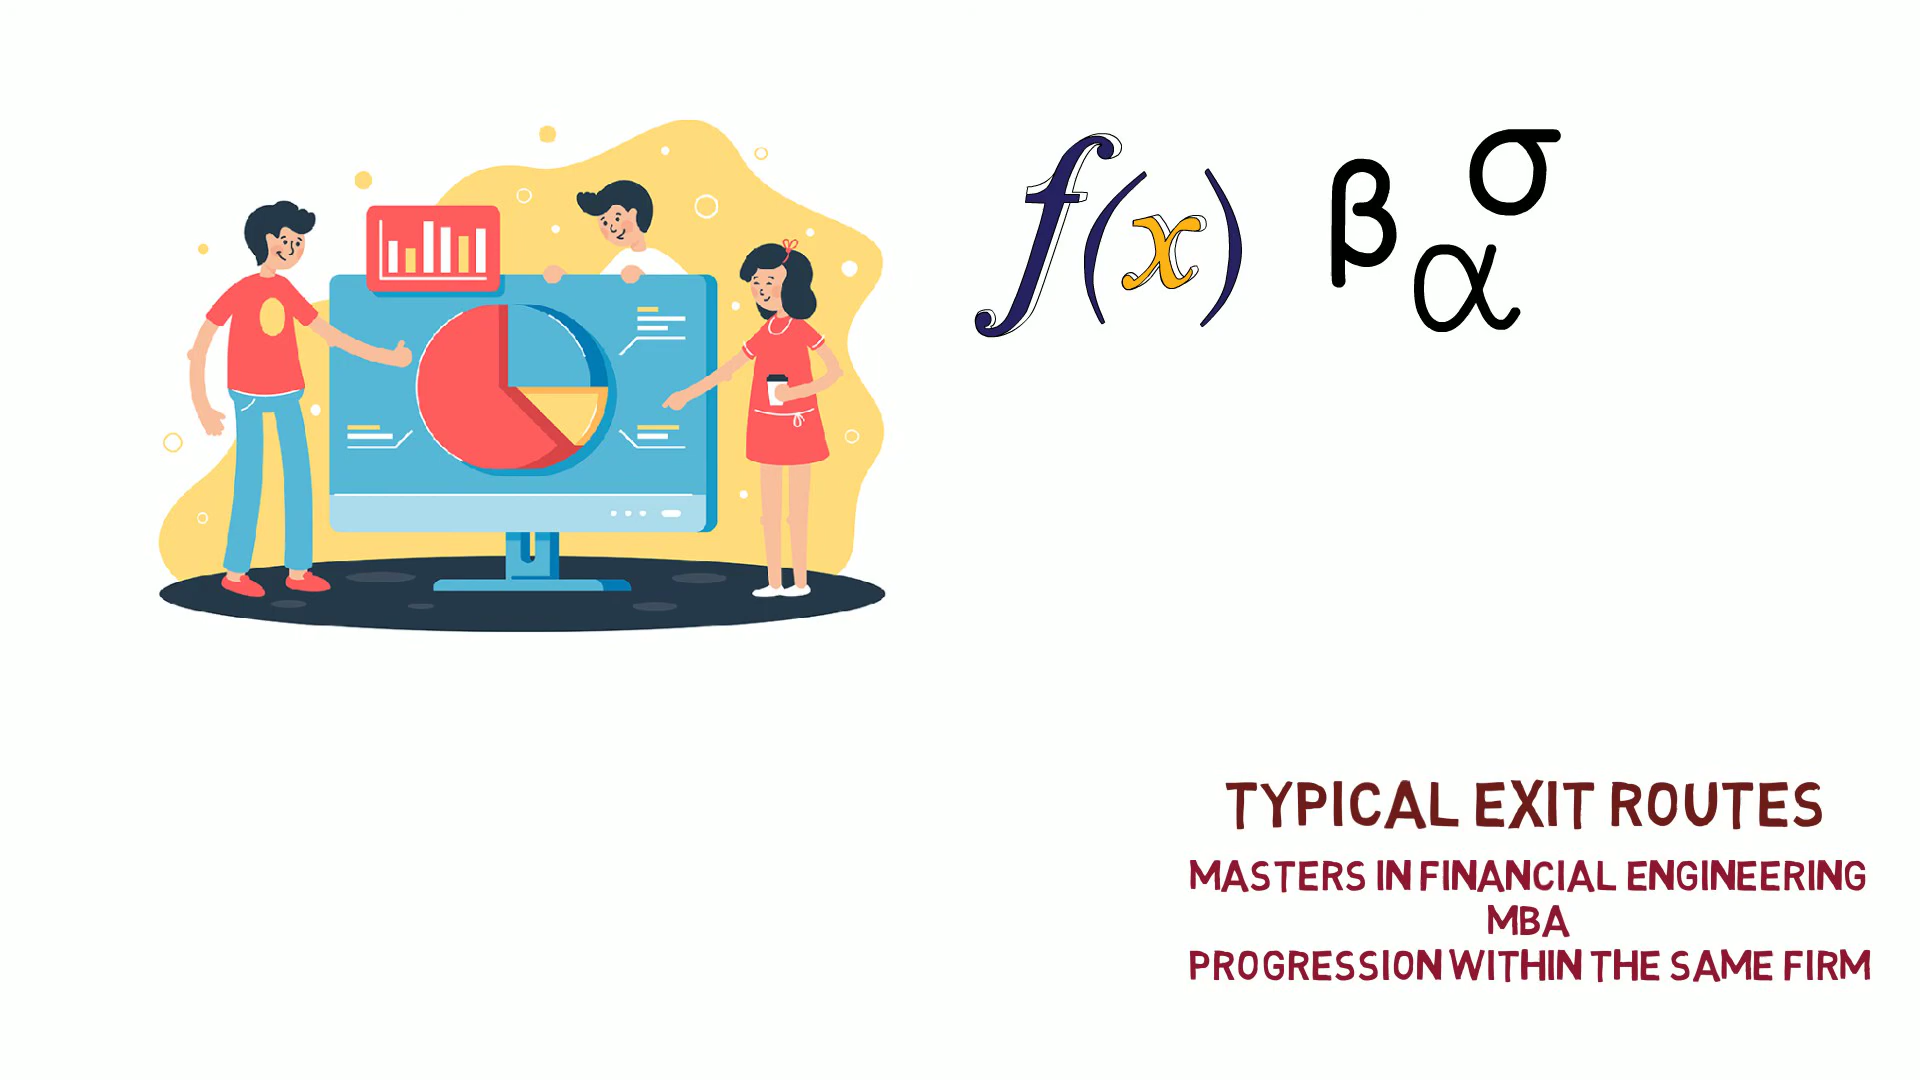 f(x) β σ
α
TYPICAL EXIT ROUTES
MASTERS IN FINANCIAL ENGINEERING
MBA
PROGRESSION WITHIN THE SAME FIRM